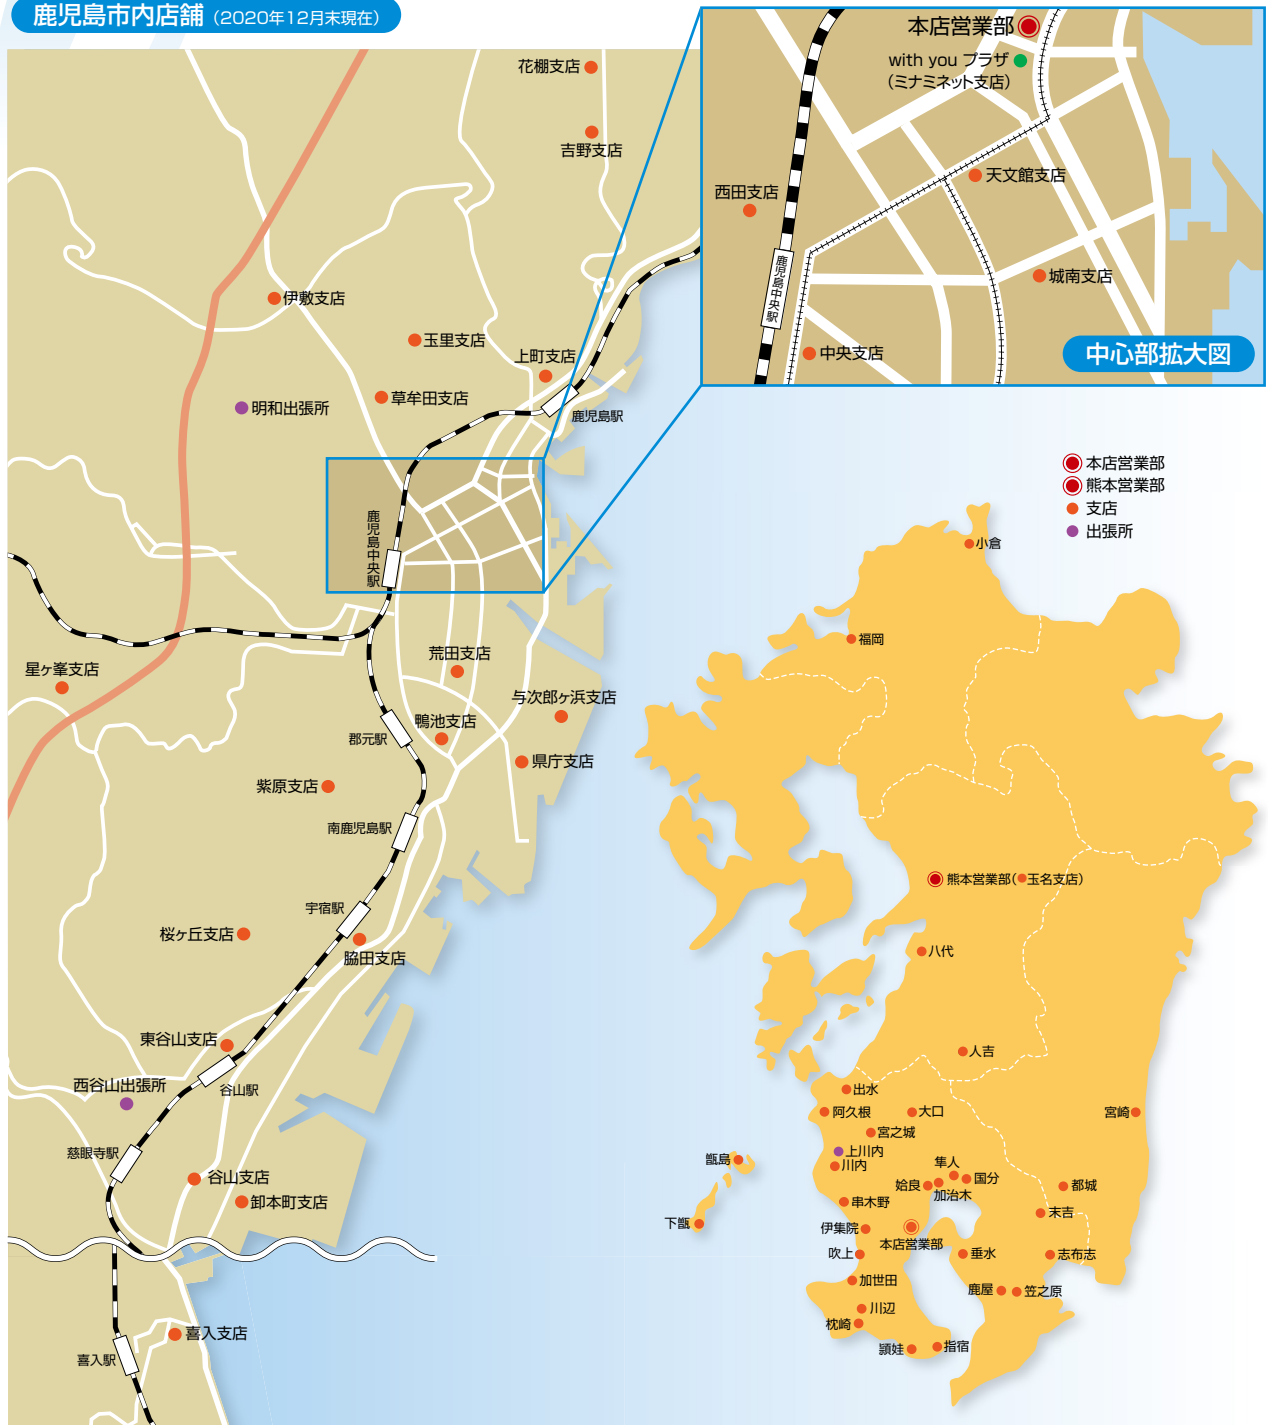 鹿児島市内店舗（2020年12月末現在）
花棚支店
吉野支店
伊敷支店
玉里支店
上町支店
草牟田支店
明和出張所
鹿児島駅
鹿児島中央駅
荒田支店
星ヶ峯支店
与次郎ヶ浜支店
鴨池支店
郡元駅
県庁支店
紫原支店
南鹿児島駅
宇宿駅
桜ヶ丘支店
脇田支店
東谷山支店
西谷山出張所
谷山駅
慈眼寺駅
谷山支店
卸本町支店
喜入支店
喜入駅
本店営業部
with you プラザ
（ミナミネット支店）
天文館支店
西田支店
鹿児島中央駅
城南支店
中央支店
中心部拡大図
本店営業部
熊本営業部
支店
出張所
小倉
福岡
熊本営業部（玉名支店）
八代
人吉
出水
阿久根
大口
宮崎
宮之城
上川内
川内
甑島
隼人
国分
姶良
加治木
都城
串木野
末吉
下甑
伊集院
本店営業部
吹上
垂水
志布志
加世田
鹿屋
笠之原
川辺
枕崎
頴娃
指宿